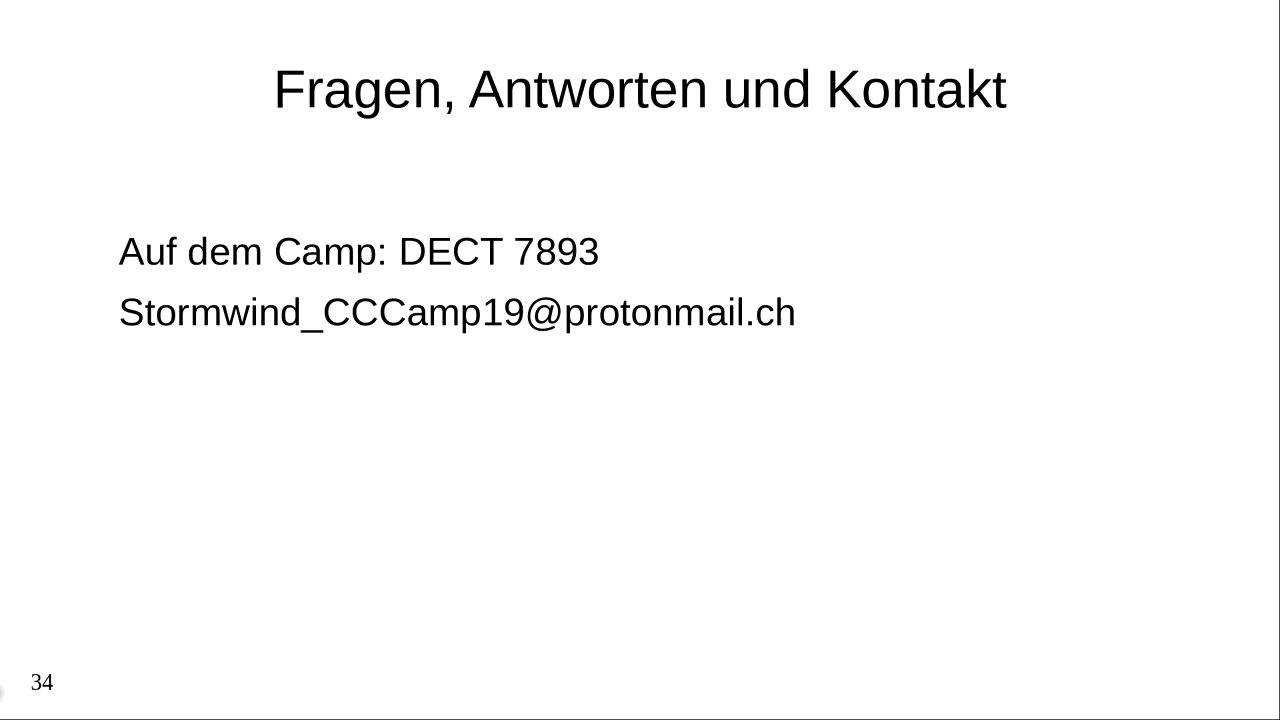 Fragen, Antworten und Kontakt
Auf dem Camp: DECT 7893
Stormwind_CCCamp19@protonmail.ch
34